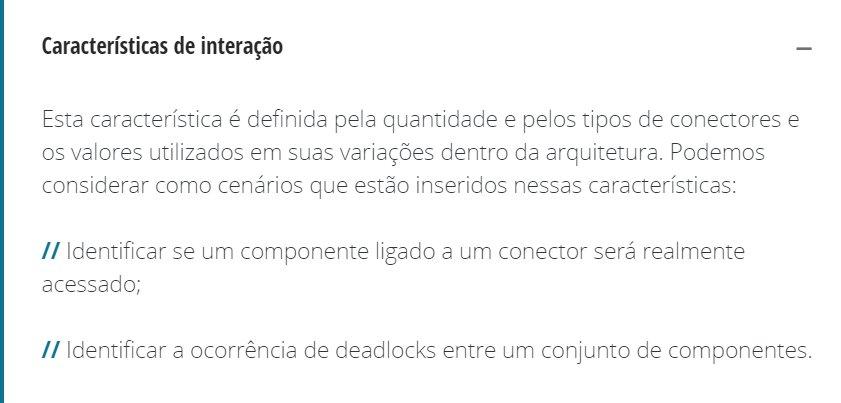 Características de interação
Esta característica é definida pela quantidade e pelos tipos de conectores e
os valores utilizados em suas variações dentro da arquitetura. Podemos
considerar como cenários que estão inseridos nessas características:
// Identificar se um componente ligado a um conector será realmente
acessado;
// Identificar a ocorrência de deadlocks entre um conjunto de componentes.